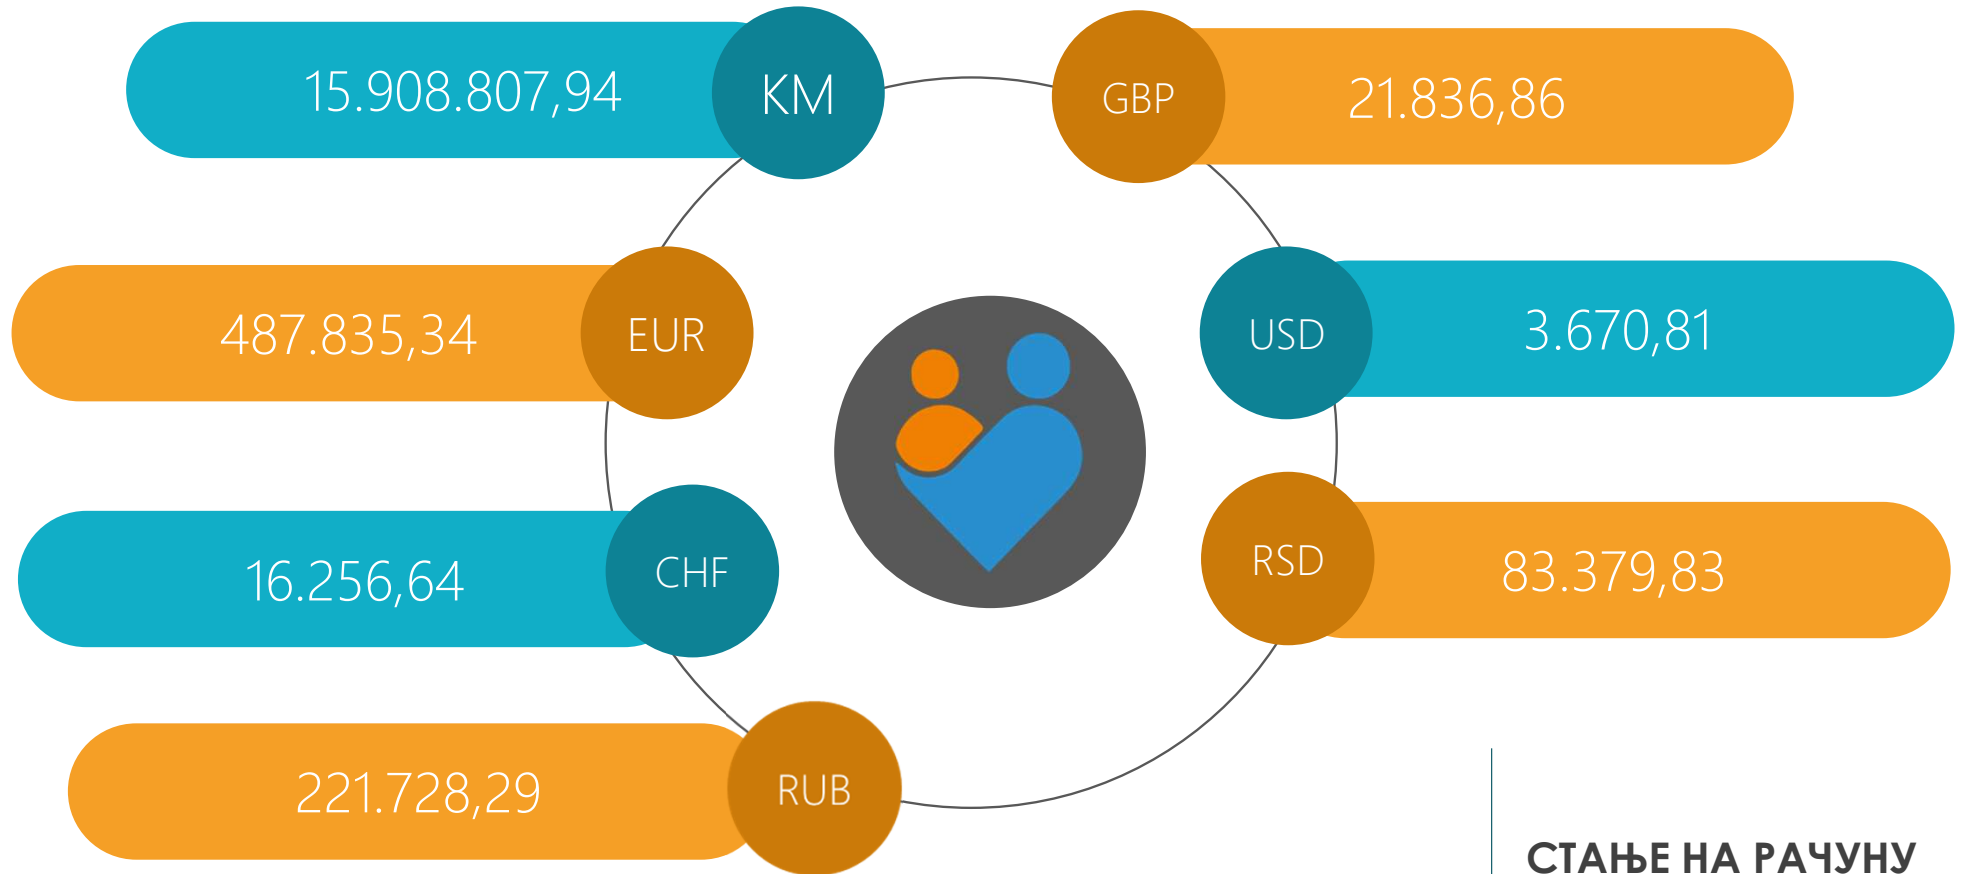 15.908.807,94
KM
GBP
21.836,86
487.835,34
EUR
USD
3.670,81
16.256,64
CHF
RSD
83.379,83
221.728,29
RUB
СТАЊЕ НА РАЧУНУ